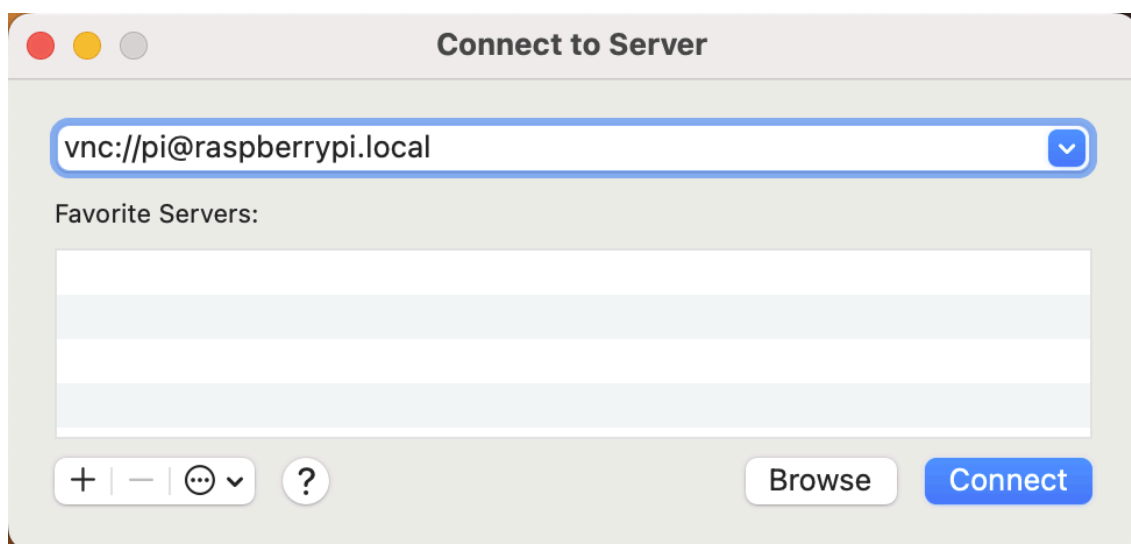 Connect to Server
vnc://pi@raspberrypi.local
Favorite Servers:
? Browse Connect